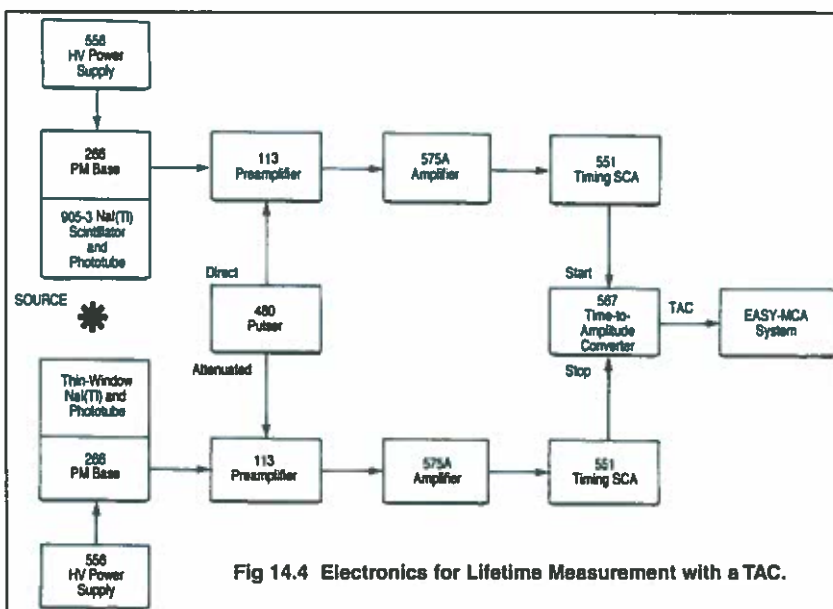 556
HV Power
Supply
266
PM Base
905-3 NaI(Tl)
Scintillator
and
Phototube
SOURCE
113
Preamplifier
575A
Amplifier
551
Timing SCA
Direct
480
Pulser
Attenuated
Start
567
Time-to-
Amplitude
Converter
Stop
TAC
EASY-MCA
System
Thin-Window
NaI(Tl) and
Phototube
266
PM Base
113
Preamplifier
575A
Amplifier
551
Timing SCA
556
HV Power
Supply
Fig 14.4 Electronics for Lifetime Measurement with a TAC.